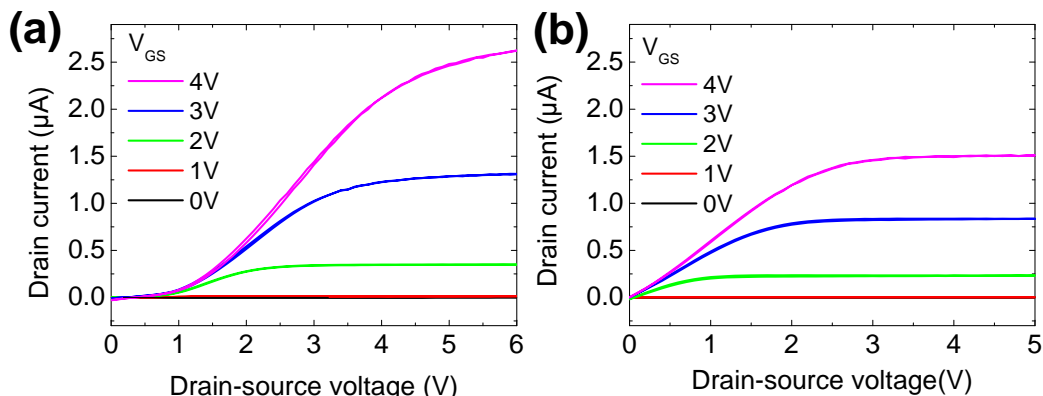 (a)
V_GS
4V
3V
2V
1V
0V
2.5
2.0
1.5
1.0
0.5
0.0
Drain current (µA)
0 1 2 3 4 5 6
Drain-source voltage (V)
(b)
V_GS
4V
3V
2V
1V
0V
2.5
2.0
1.5
1.0
0.5
0.0
Drain current (µA)
0 1 2 3 4 5
Drain-source voltage(V)